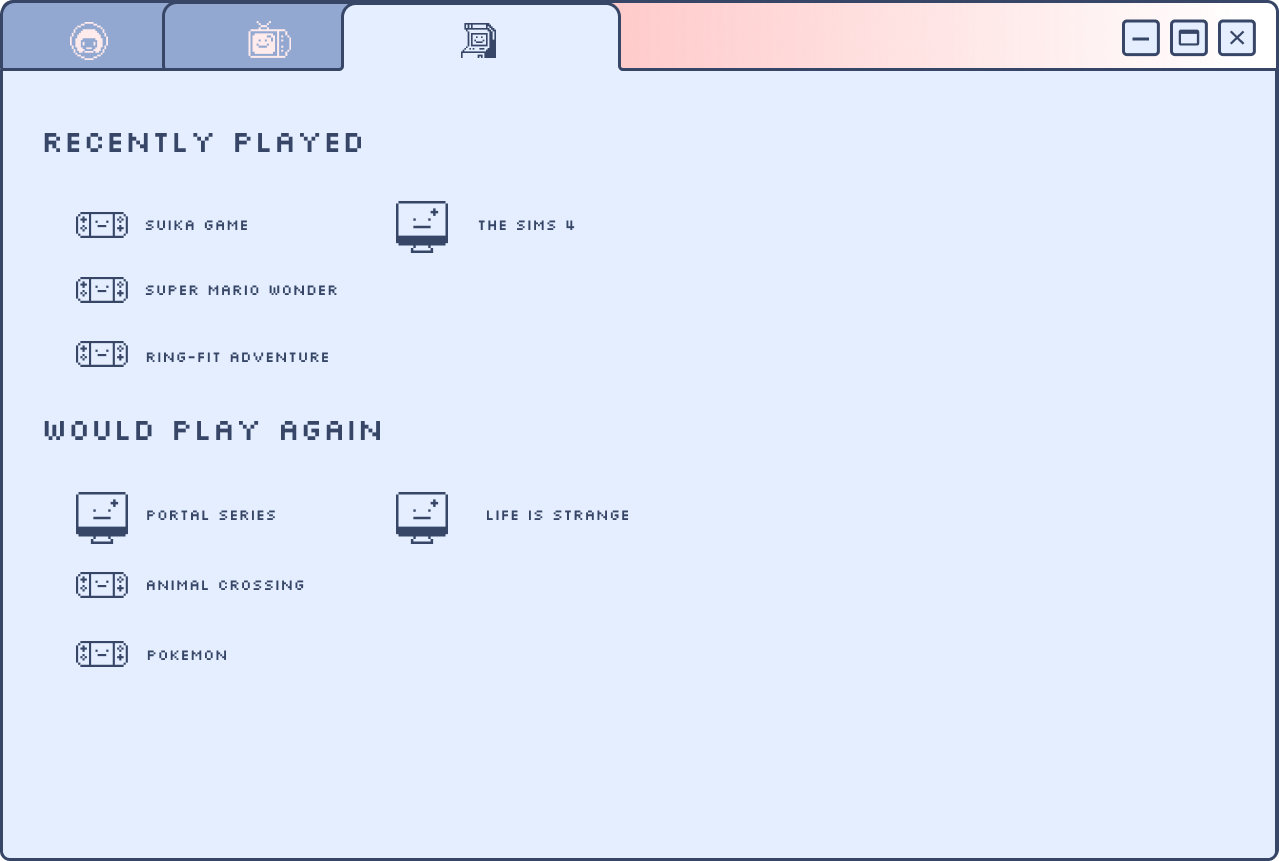 RECENTLY PLAYED
SUIKA GAME
THE SIMS 4
SUPER MARIO WONDER
RING-FIT ADVENTURE
WOULD PLAY AGAIN
PORTAL SERIES
LIFE IS STRANGE
ANIMAL CROSSING
POKEMON